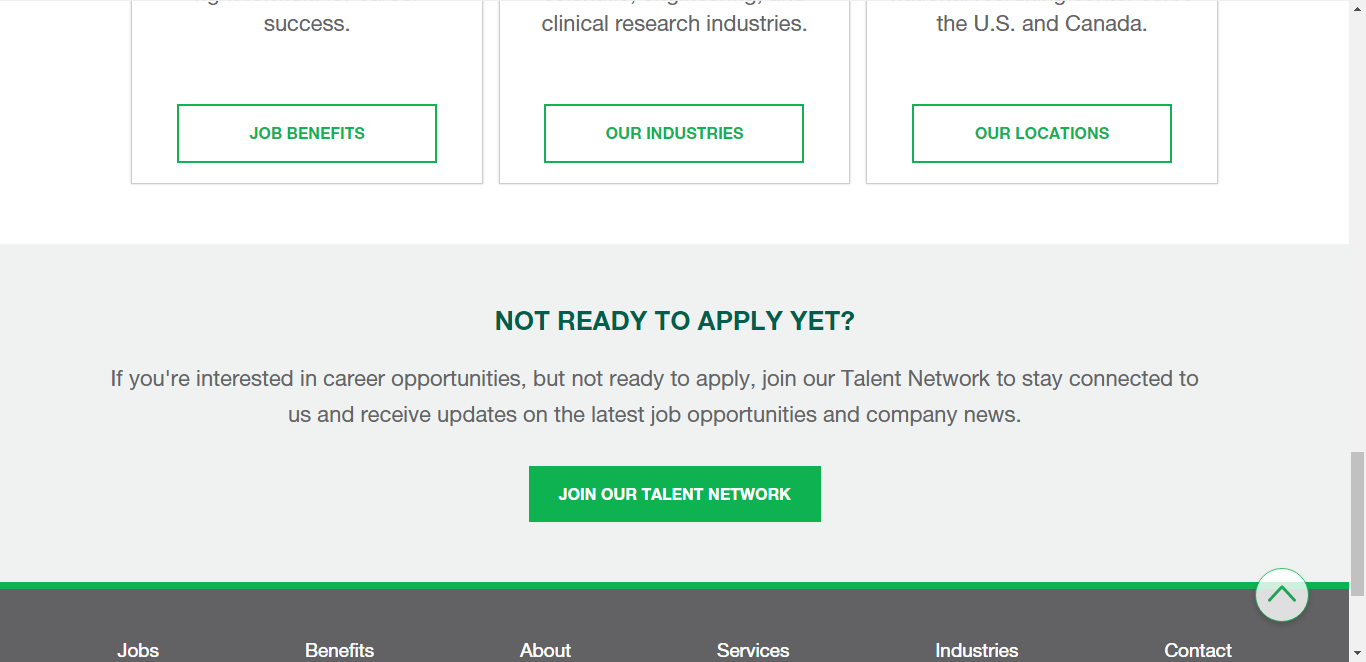 success.
clinical research industries.
the U.S. and Canada.
JOB BENEFITS
OUR INDUSTRIES
OUR LOCATIONS
NOT READY TO APPLY YET?
If you're interested in career opportunities, but not ready to apply, join our Talent Network to stay connected to
us and receive updates on the latest job opportunities and company news.
JOIN OUR TALENT NETWORK
Jobs
Benefits
About
Services
Industries
Contact